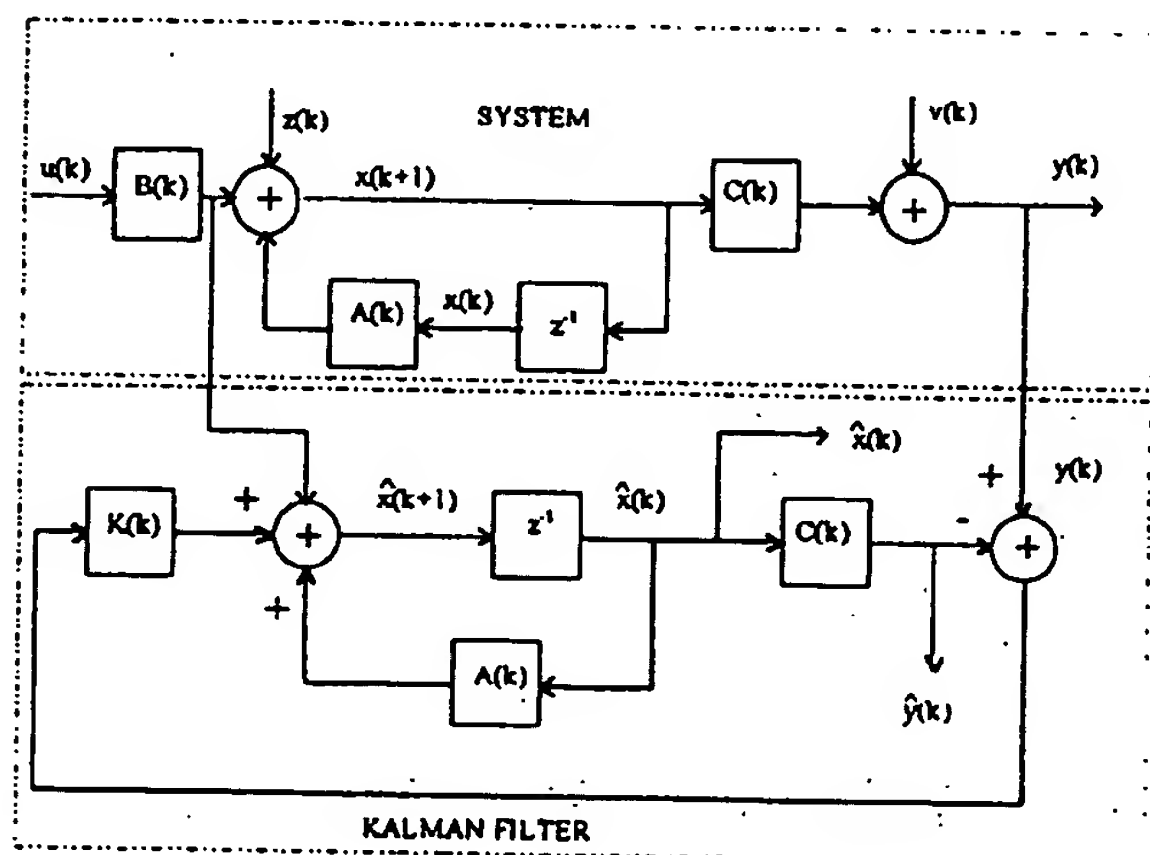 SYSTEM
z(k)
v(k)
u(k)
B(k)
+
x(k+1)
C(k)
+
y(k)
A(k)
x(k)
z⁻¹
x̂(k)
+
y(k)
K(k)
+
+
x̂(k+1)
z⁻¹
x̂(k)
C(k)
-
+
+
A(k)
ŷ(k)
KALMAN FILTER